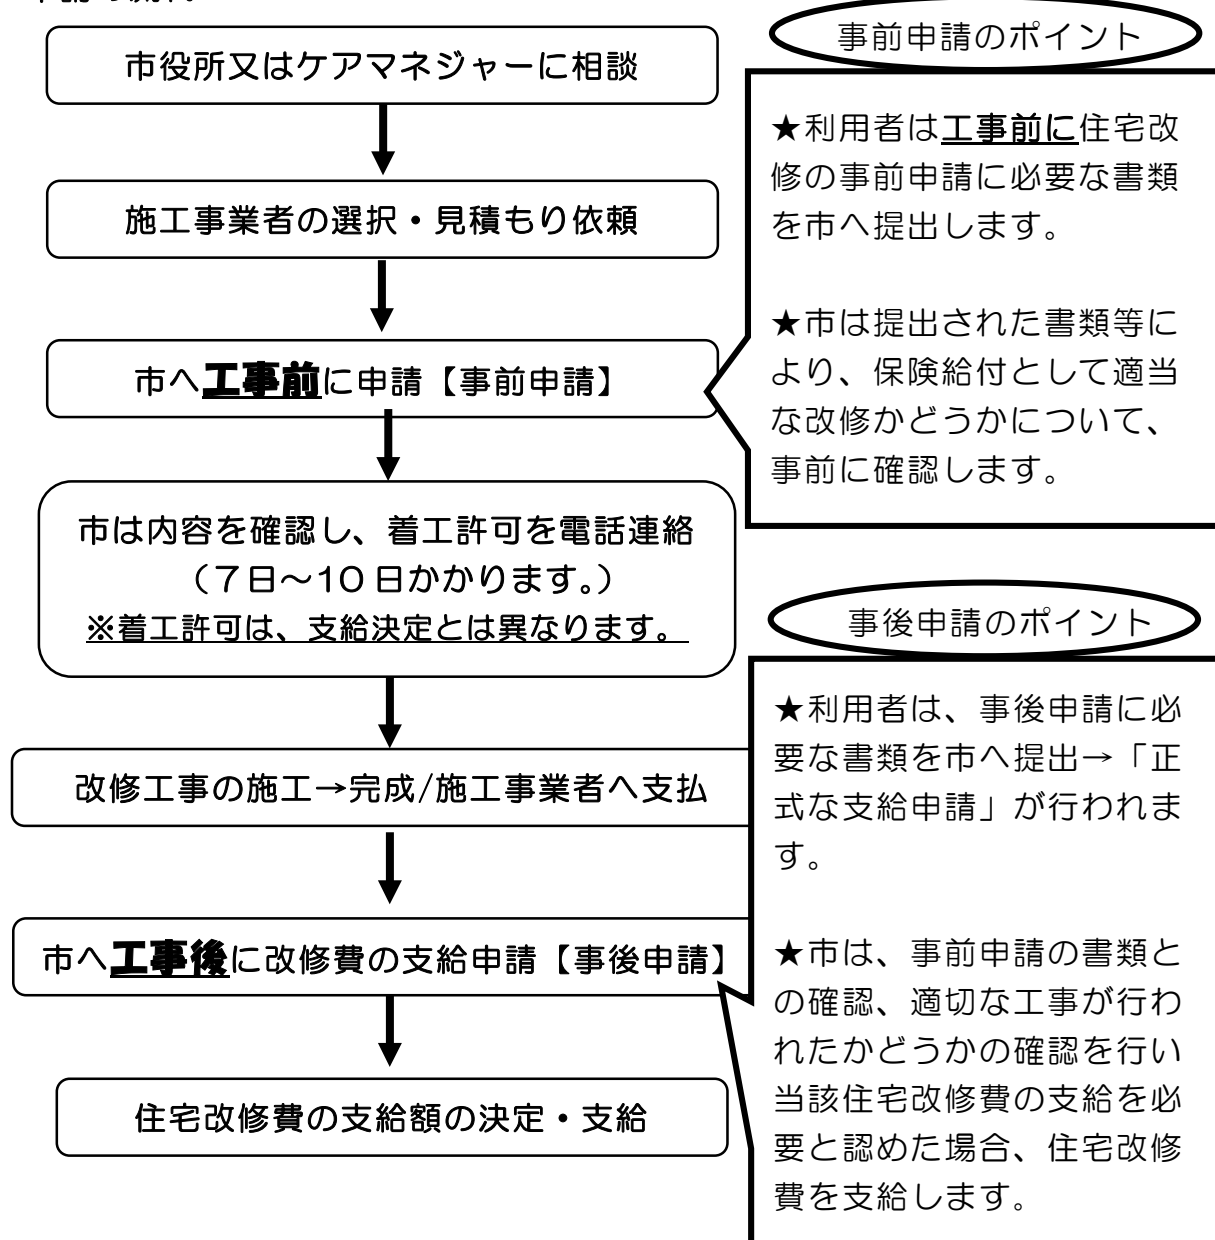 市役所又はケアマネジャーに相談
施工事業者の選択・見積もり依頼
市へ工事前に申請【事前申請】
市は内容を確認し、着工許可を電話連絡
（7日～10日かかります。）
※着工許可は、支給決定とは異なります。
改修工事の施工→完成/施工事業者へ支払
市へ工事後に改修費の支給申請【事後申請】
住宅改修費の支給額の決定・支給
事前申請のポイント
★利用者は工事前に住宅改
修の事前申請に必要な書類
を市へ提出します。
★市は提出された書類等に
より、保険給付として適当
な改修かどうかについて、
事前に確認します。
事後申請のポイント
★利用者は、事後申請に必
要な書類を市へ提出→「正
式な支給申請」が行われま
す。
★市は、事前申請の書類と
の確認、適切な工事が行わ
れたかどうかの確認を行い
当該住宅改修費の支給を必
要と認めた場合、住宅改修
費を支給します。